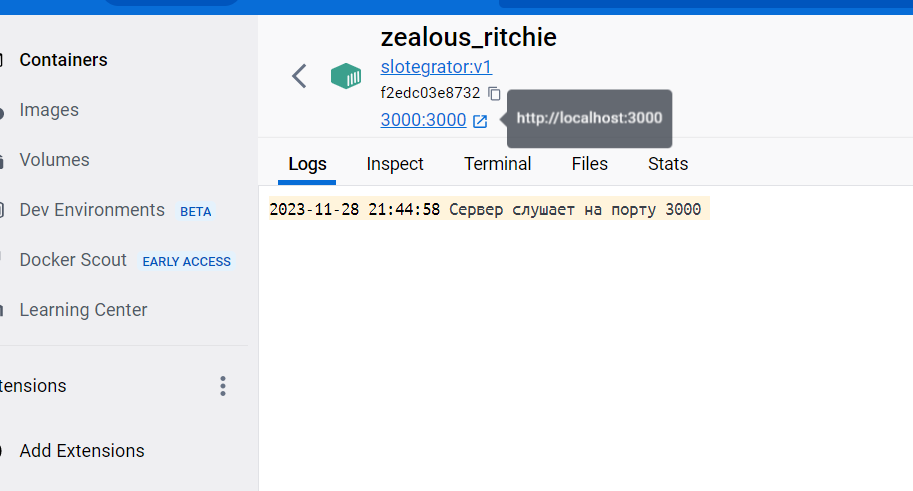 Containers
Images
Volumes
Dev Environments BETA
Docker Scout EARLY ACCESS
Learning Center
tensions
Add Extensions
zealous_ritchie
slotegrator:v1
f2edc03e8732
3000:3000
http://localhost:3000
Logs Inspect Terminal Files Stats
2023-11-28 21:44:58 Сервер слушает на порту 3000